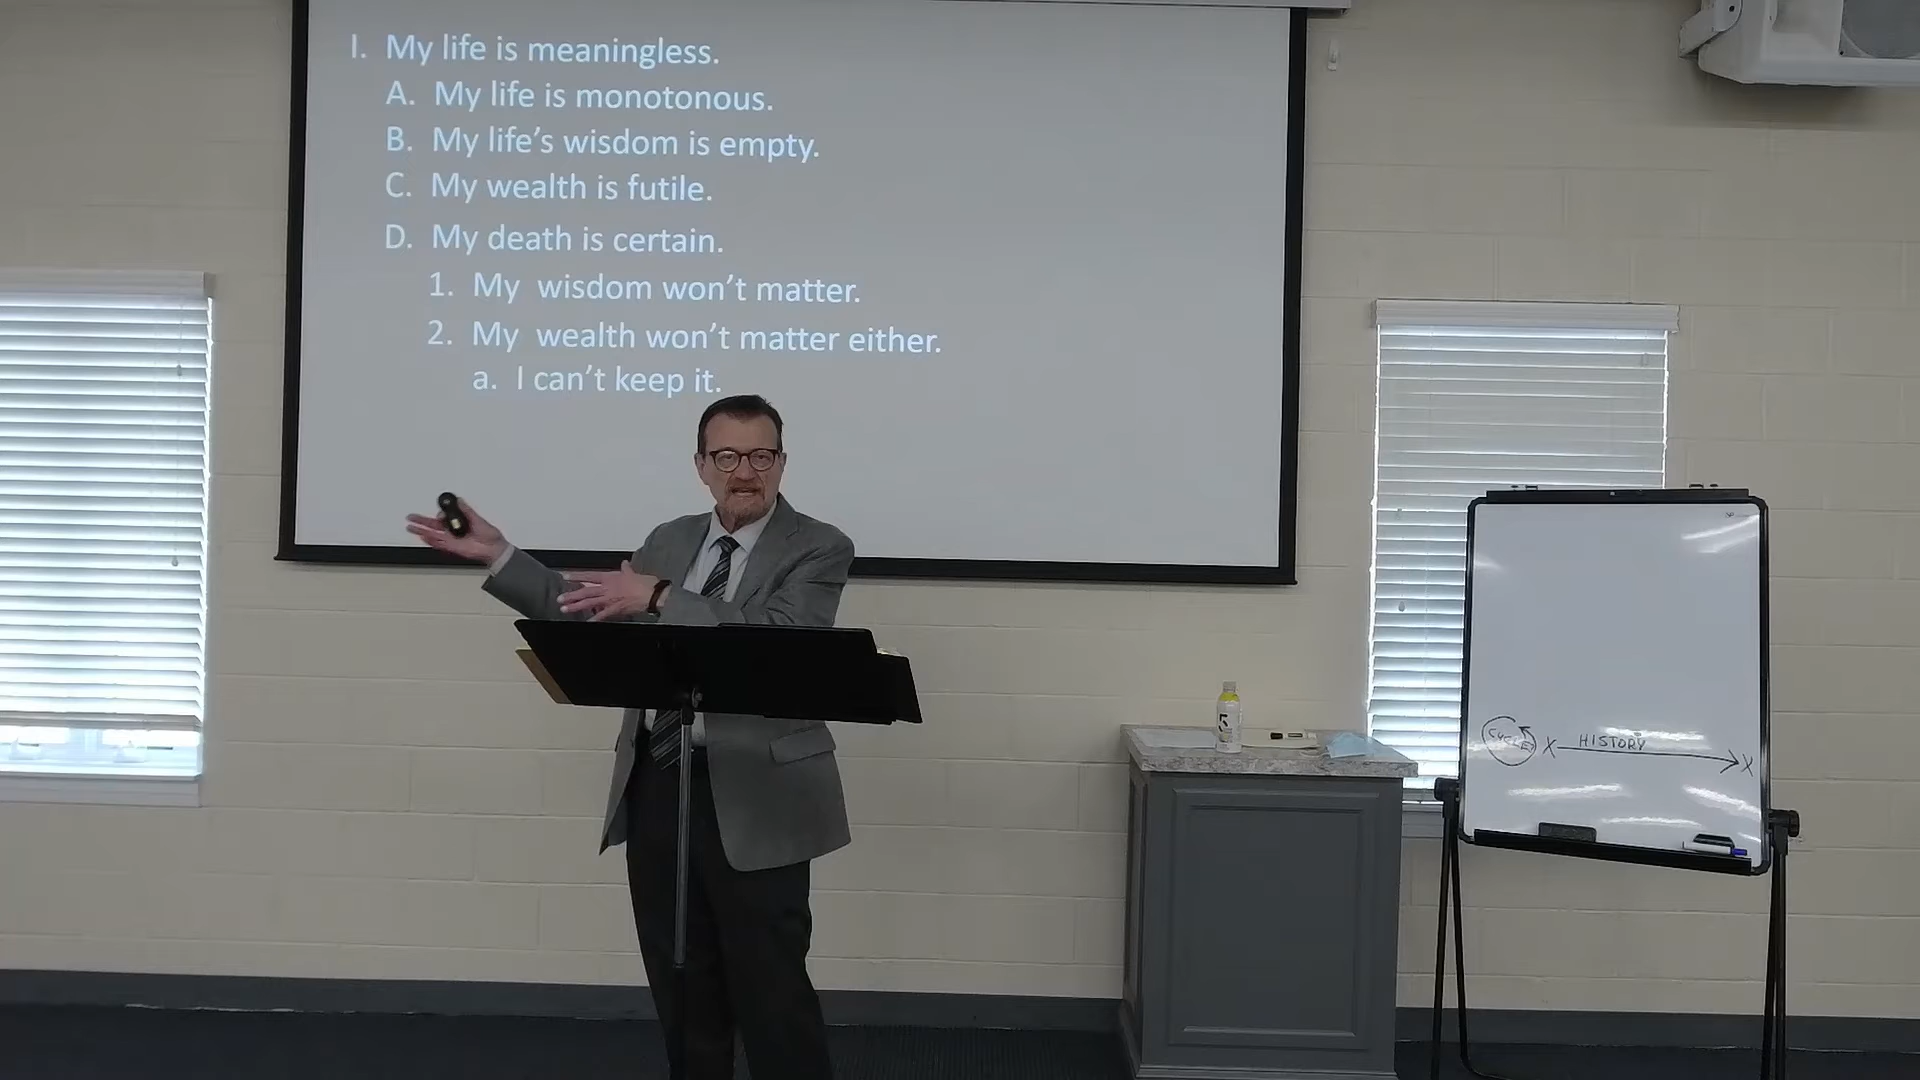 I. My life is meaningless.
A. My life is monotonous.
B. My life's wisdom is empty.
C. My wealth is futile.
D. My death is certain.
1. My wisdom won't matter.
2. My wealth won't matter either.
a. I can't keep it.
X HISTORY X